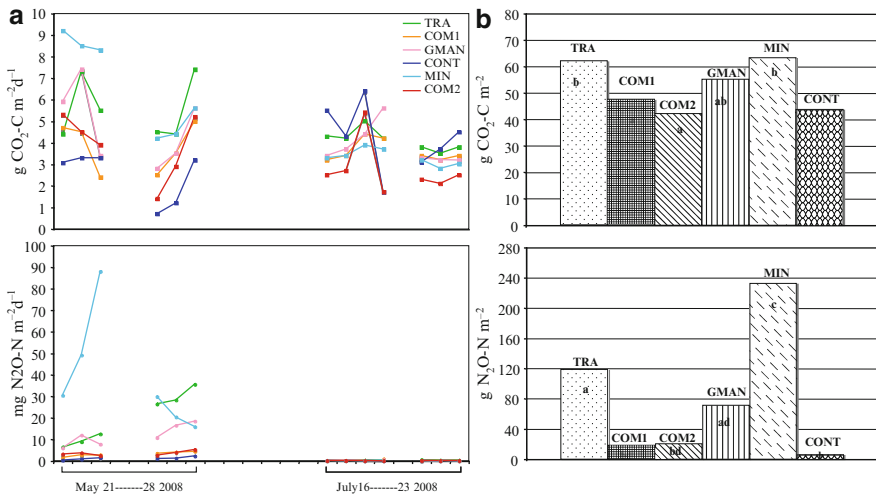 a
g CO₂-C m⁻²d⁻¹
10
9
8
7
6
5
4
3
2
1
0
TRA
COM1
GMAN
CONT
MIN
COM2
mg N2O-N m⁻²d⁻¹
100
90
80
70
60
50
40
30
20
10
0
May 21-------28 2008
July16-------23 2008
b
g CO₂-C m⁻²
80
70
60
50
40
30
20
10
0
TRA
b
COM1
COM2
a
GMAN
ab
MIN
b
CONT
g N₂O-N m⁻²
280
240
200
160
120
80
40
0
TRA
a
COM1
COM2
bd
GMAN
ad
MIN
c
CONT